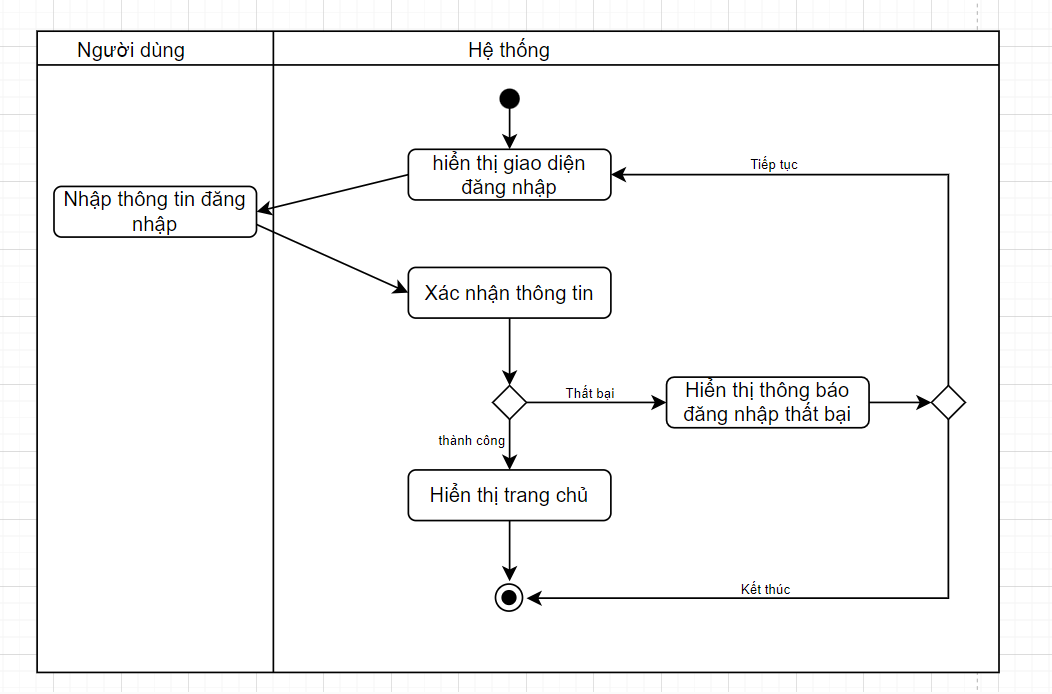 Người dùng
Hệ thống
hiển thị giao diện
đăng nhập
Tiếp tục
Nhập thông tin đăng
nhập
Xác nhận thông tin
Thất bại
Hiển thị thông báo
đăng nhập thất bại
thành công
Hiển thị trang chủ
Kết thúc